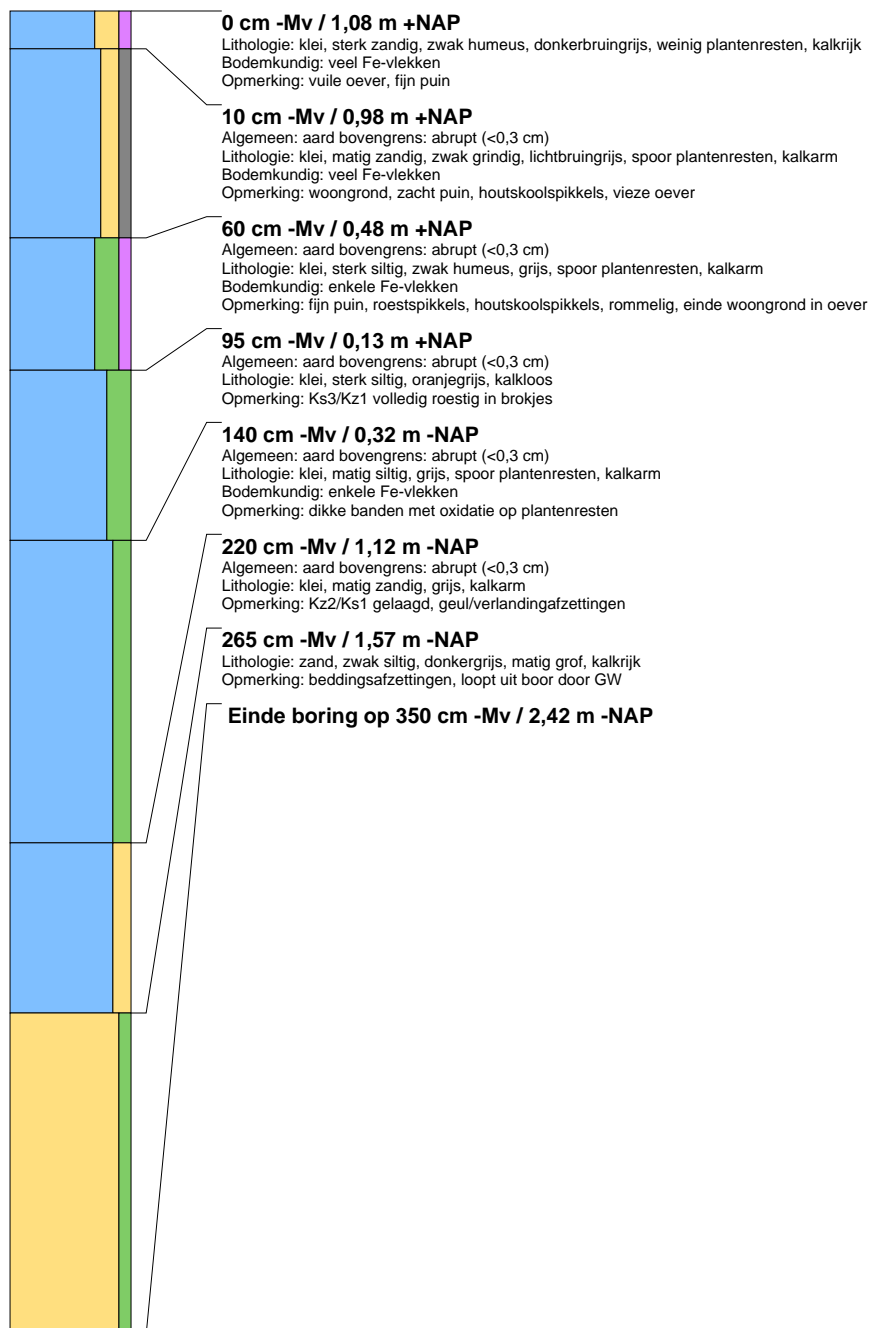 0 cm -Mv / 1,08 m +NAP
Lithologie: klei, sterk zandig, zwak humeus, donkerbruingrijs, weinig plantenresten, kalkrijk
Bodemkundig: veel Fe-vlekken
Opmerking: vuile oever, fijn puin
10 cm -Mv / 0,98 m +NAP
Algemeen: aard bovengrens: abrupt (<0,3 cm)
Lithologie: klei, matig zandig, zwak grindig, lichtbruingrijs, spoor plantenresten, kalkarm
Bodemkundig: veel Fe-vlekken
Opmerking: woongrond, zacht puin, houtskoolspikkels, vieze oever
60 cm -Mv / 0,48 m +NAP
Algemeen: aard bovengrens: abrupt (<0,3 cm)
Lithologie: klei, sterk siltig, zwak humeus, grijs, spoor plantenresten, kalkarm
Bodemkundig: enkele Fe-vlekken
Opmerking: fijn puin, roestspikkels, houtskoolspikkels, rommelig, einde woongrond in oever
95 cm -Mv / 0,13 m +NAP
Algemeen: aard bovengrens: abrupt (<0,3 cm)
Lithologie: klei, sterk siltig, oranjegrijs, kalkloos
Opmerking: Ks3/Kz1 volledig roestig in brokjes
140 cm -Mv / 0,32 m -NAP
Algemeen: aard bovengrens: abrupt (<0,3 cm)
Lithologie: klei, matig siltig, grijs, spoor plantenresten, kalkarm
Bodemkundig: enkele Fe-vlekken
Opmerking: dikke banden met oxidatie op plantenresten
220 cm -Mv / 1,12 m -NAP
Algemeen: aard bovengrens: abrupt (<0,3 cm)
Lithologie: klei, matig zandig, grijs, kalkarm
Opmerking: Kz2/Ks1 gelaagd, geul/verlandingafzettingen
265 cm -Mv / 1,57 m -NAP
Lithologie: zand, zwak siltig, donkergrijs, matig grof, kalkrijk
Opmerking: beddingsafzettingen, loopt uit boor door GW
Einde boring op 350 cm -Mv / 2,42 m -NAP